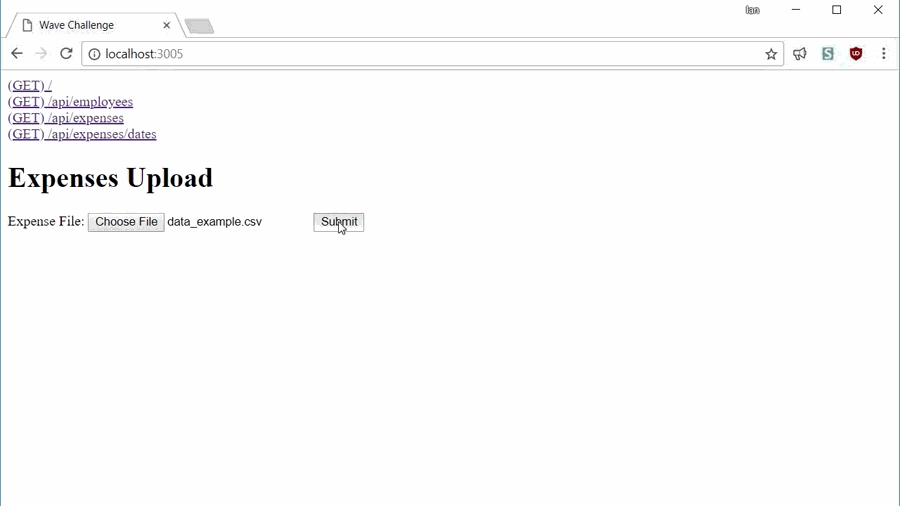 Ian
Wave Challenge
localhost:3005
(GET) /
(GET) /api/employees
(GET) /api/expenses
(GET) /api/expenses/dates
Expenses Upload
Expense File: Choose File data_example.csv Submit